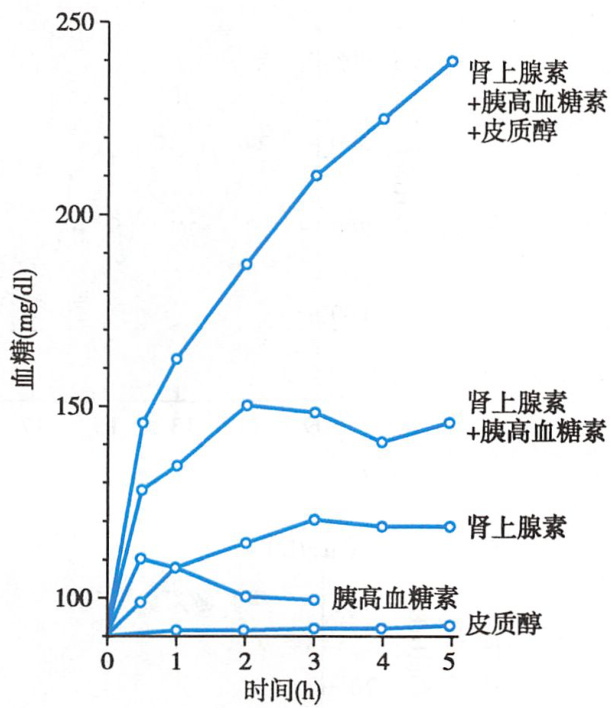 250
200
150
100
血糖(mg/dl)
肾上腺素
+胰高血糖素
+皮质醇
肾上腺素
+胰高血糖素
肾上腺素
胰高血糖素
皮质醇
0 1 2 3 4 5
时间(h)